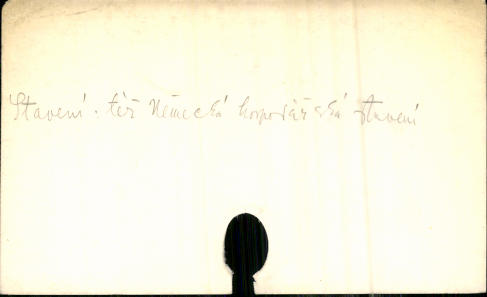 Stavení. též Německá hospodářská stavení